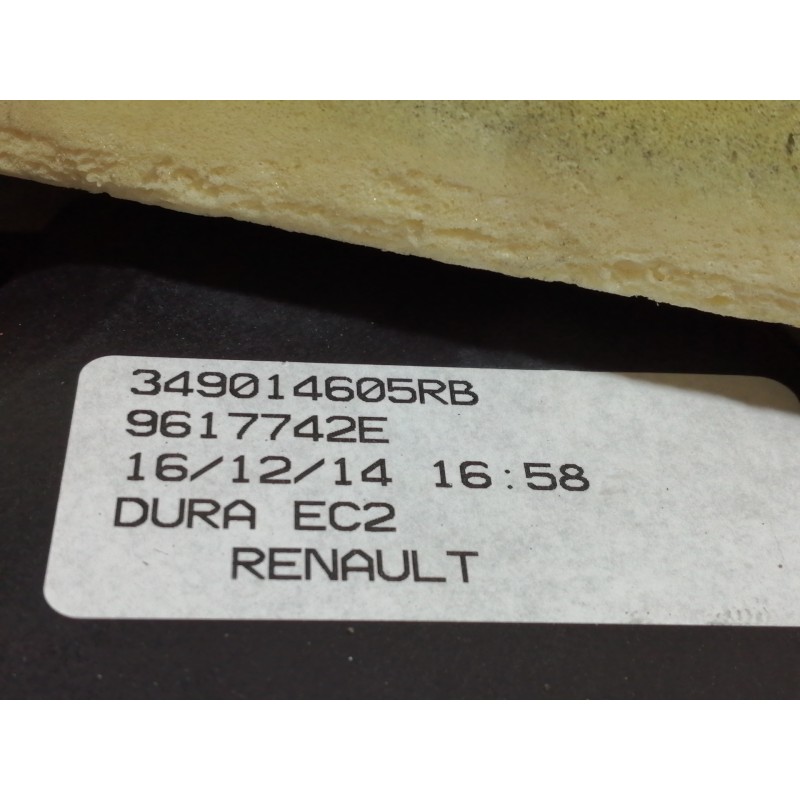 349014605RB
9617742E
16/12/14 16:58
DURA EC2
RENAULT